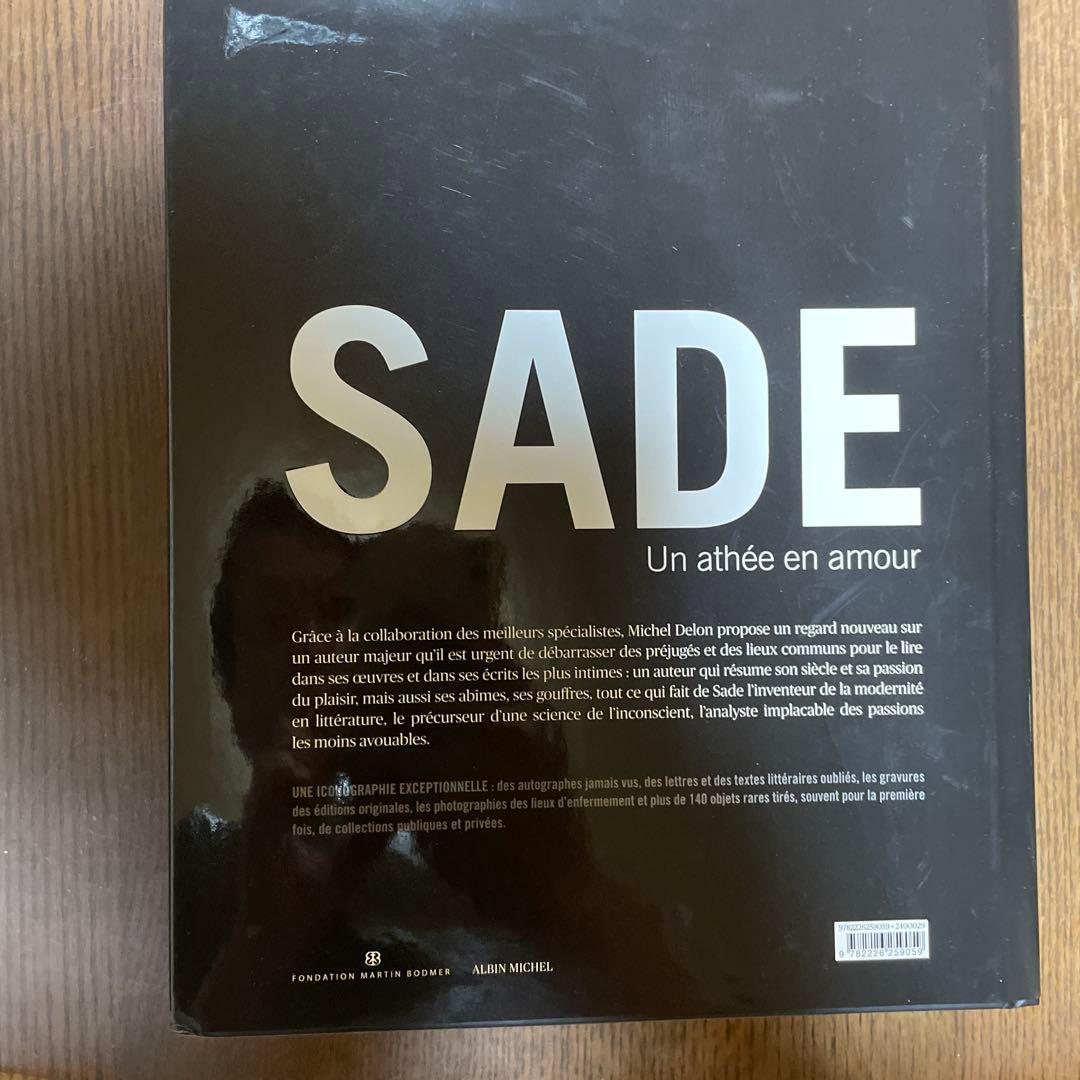 SADE
Un athée en amour
Grâce à la collaboration des meilleurs spécialistes, Michel Delon propose un regard nouveau sur
un auteur majeur qu'il est urgent de débarrasser des préjugés et des lieux communs pour le lire
dans ses œuvres et dans ses écrits les plus intimes : un auteur qui résume son siècle et sa passion
du plaisir, mais aussi ses abîmes, ses gouffres, tout ce qui fait de Sade l'inventeur de la modernité
en littérature, le précurseur d'une science de l'inconscient, l'analyste implacable des passions
les moins avouables.
UNE ICONOGRAPHIE EXCEPTIONNELLE : des autographes jamais vus, des lettres et des textes littéraires oubliés, les gravures
des éditions originales, les photographies des lieux d'enfermement et plus de 140 objets rares tirés, souvent pour la première
fois, de collections publiques et privées.
FONDATION MARTIN BODMER
ALBIN MICHEL
9782226259059 • 2400029
9 782226 259059